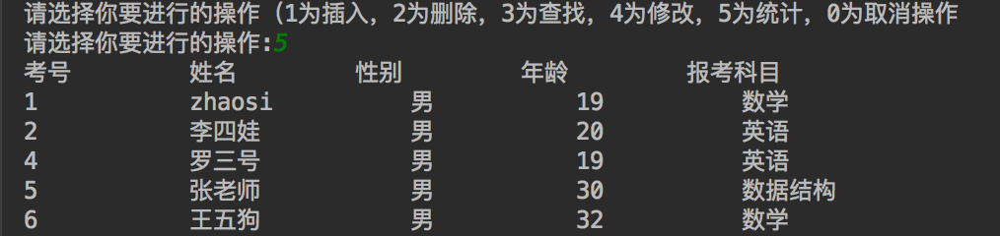 请选择你要进行的操作（1为插入，2为删除，3为查找，4为修改，5为统计，0为取消操作
请选择你要进行的操作:5
考号 姓名 性别 年龄 报考科目
1 zhaosi 男 19 数学
2 李四娃 男 20 英语
4 罗三号 男 19 英语
5 张老师 男 30 数据结构
6 王五狗 男 32 数学